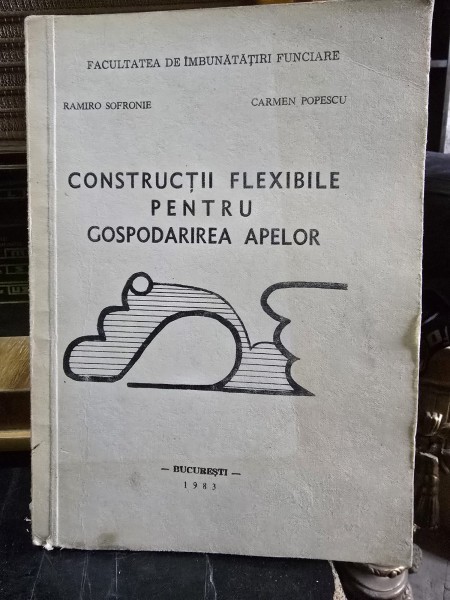 FACULTATEA DE ÎMBUNĂTĂȚIRI FUNCIARE
RAMIRO SOFRONIE CARMEN POPESCU
CONSTRUCȚII FLEXIBILE
PENTRU
GOSPODARIREA APELOR
— BUCUREȘTI —
1983